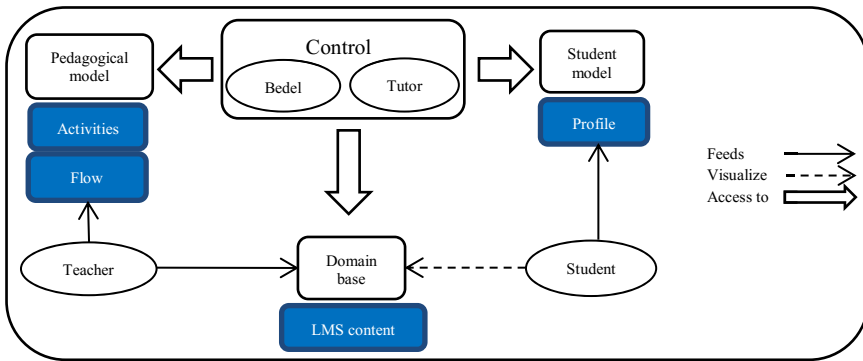 Control
Pedagogical
model
Bedel
Tutor
Student
model
Activities
Profile
Flow
Feeds
Visualize
Access to
Teacher
Domain
base
Student
LMS content